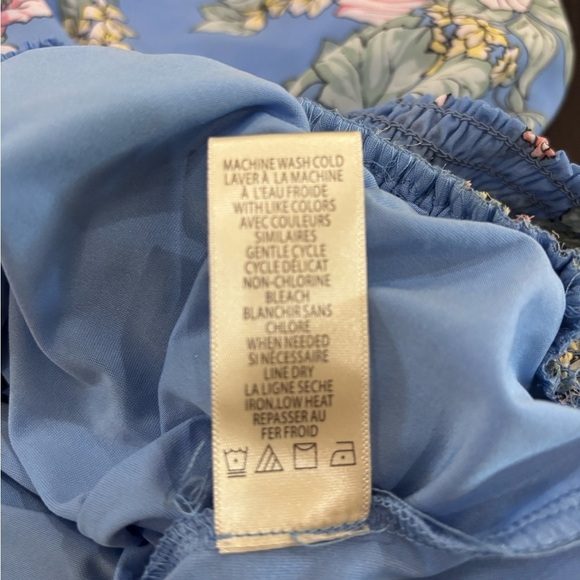 MACHINE WASH COLD
LAVER À LA MACHINE
À L'EAU FROIDE
WITH LIKE COLORS
AVEC COULEURS
SIMILAIRES
GENTLE CYCLE
CYCLE DÉLICAT
NON-CHLORINE
BLEACH
BLANCHIR SANS
CHLORE
WHEN NEEDED
SI NÉCESSAIRE
LINE DRY
LA LIGNE SECHE
IRON,LOW HEAT
REPASSER AU
FER FROID